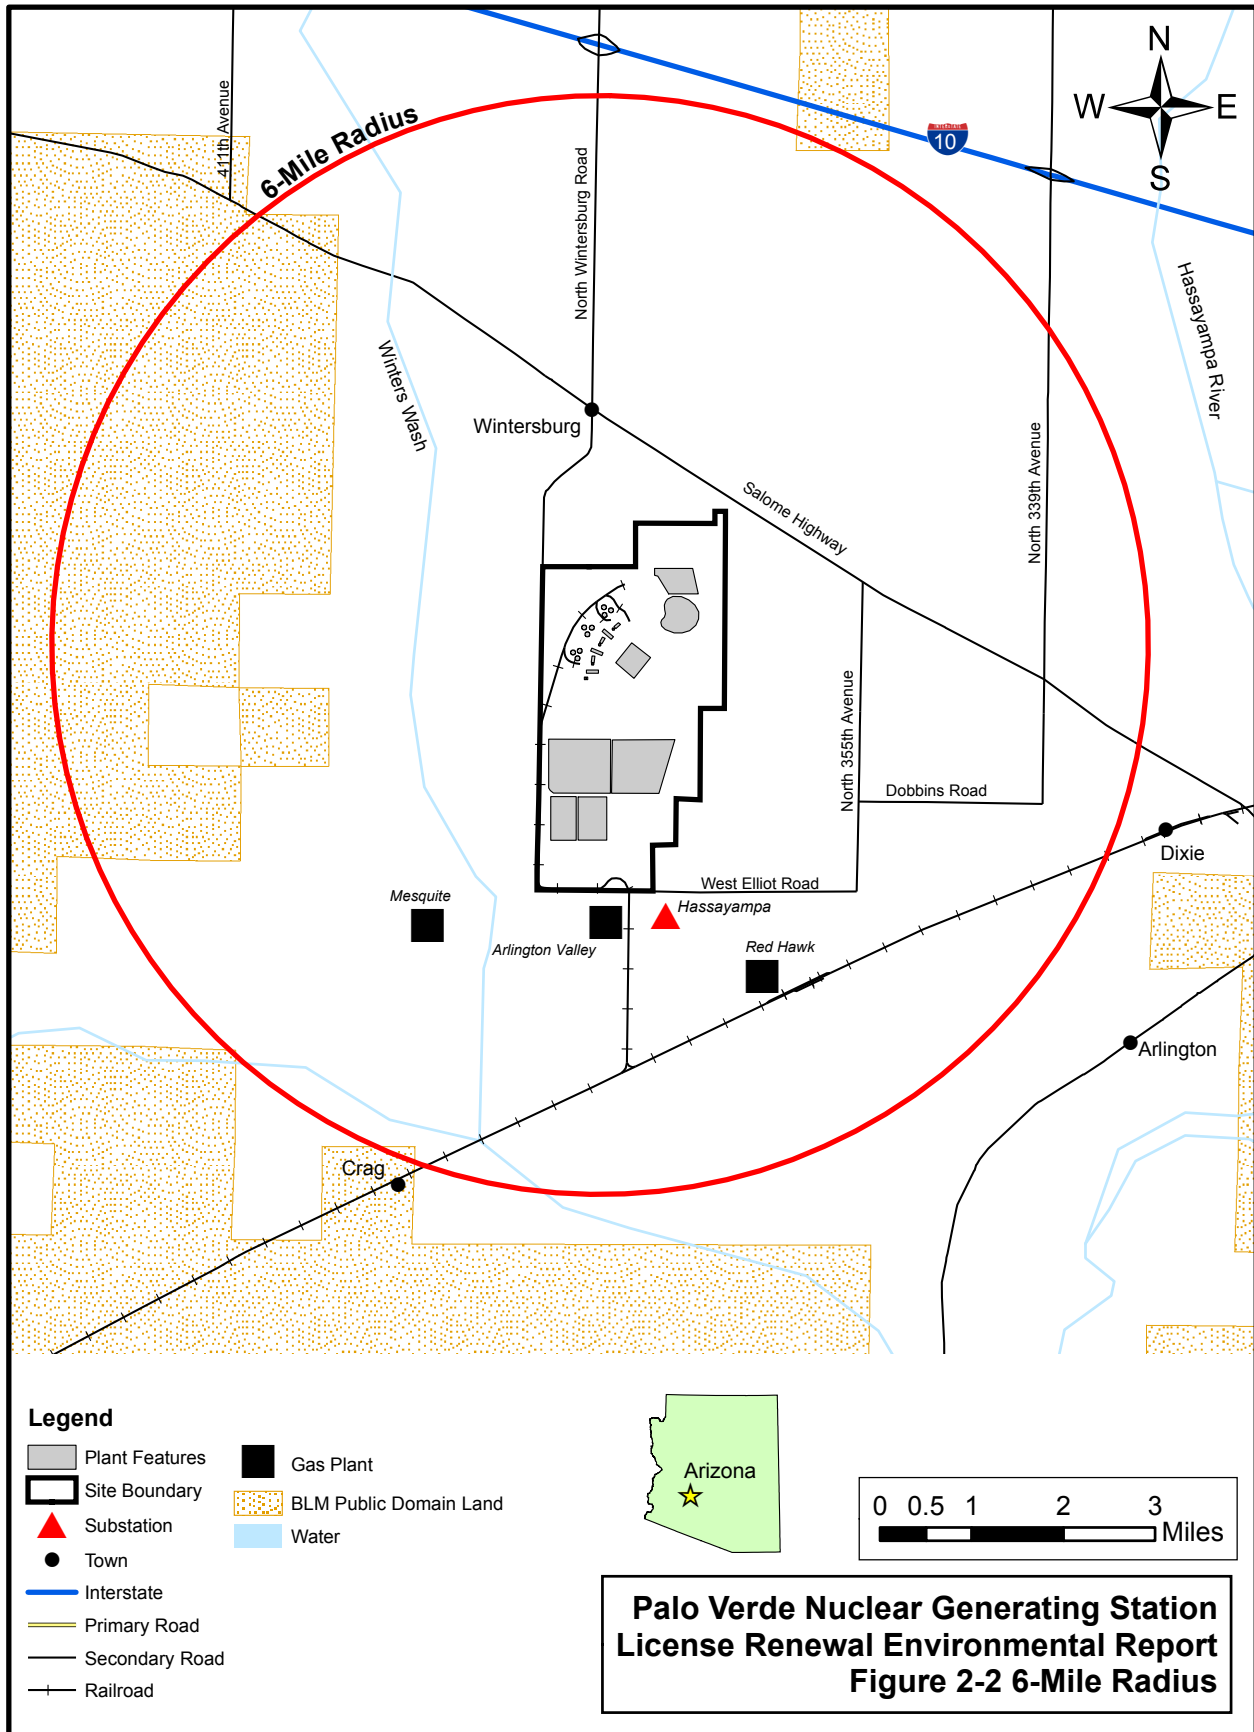 N
W
E
S
411th Avenue
6-Mile Radius
North Wintersburg Road
INTERSTATE
10
Hassayampa River
Winters Wash
Wintersburg
Salome Highway
North 339th Avenue
North 355th Avenue
Dobbins Road
Dixie
West Elliot Road
Mesquite
Hassayampa
Arlington Valley
Red Hawk
Arlington
Crag
Legend
Plant Features
Site Boundary
Substation
Town
Interstate
Primary Road
Secondary Road
Railroad
Gas Plant
BLM Public Domain Land
Water
Arizona
0 0.5 1 2 3
Miles
Palo Verde Nuclear Generating Station
License Renewal Environmental Report
Figure 2-2 6-Mile Radius